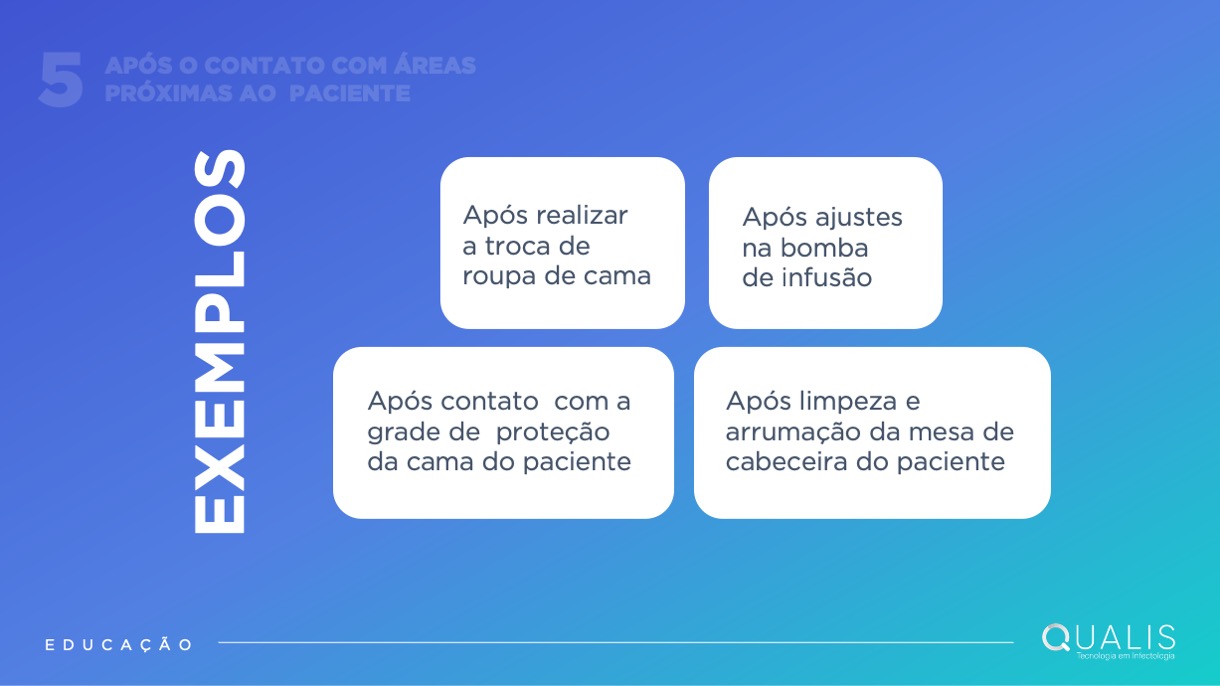 5
APÓS O CONTATO COM ÁREAS
PRÓXIMAS AO PACIENTE
EXEMPLOS
Após realizar
a troca de
roupa de cama
Após ajustes
na bomba
de infusão
Após contato com a
grade de proteção
da cama do paciente
Após limpeza e
arrumação da mesa de
cabeceira do paciente
EDUCAÇÃO
QUALIS
Tecnologia em Infectologia